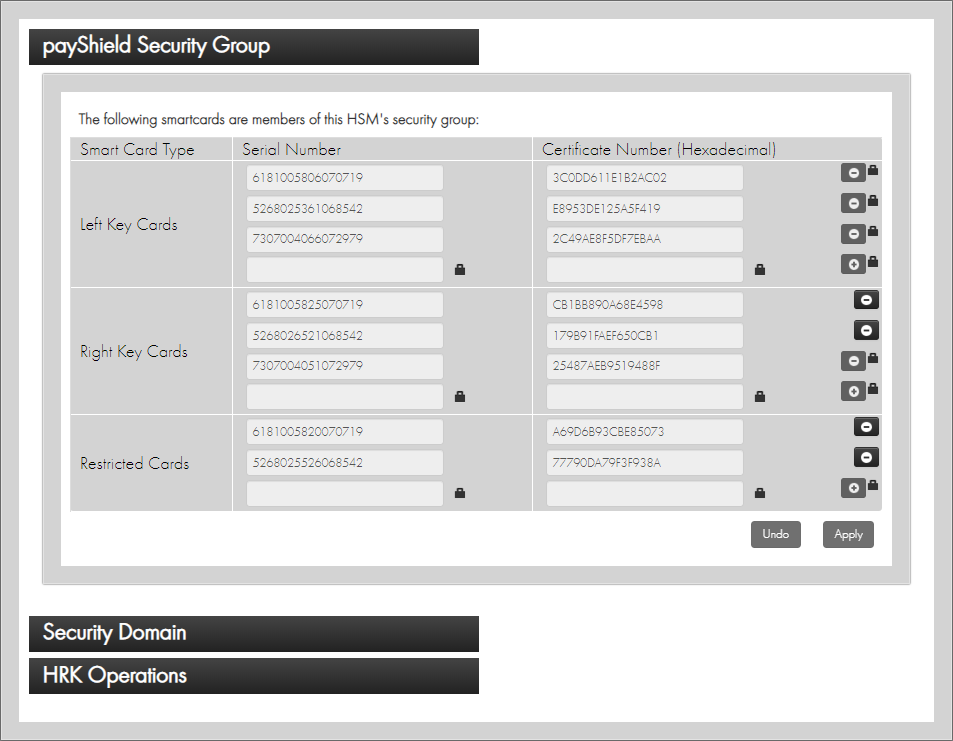 payShield Security Group
The following smartcards are members of this HSM's security group:
Smart Card Type Serial Number Certificate Number (Hexadecimal)
Left Key Cards
6181005806070719 3C0DD611E1B2AC02
5268025361068542 E8953DE125A5F419
7307004066072979 2C49AE8F5DF7EBAA
Right Key Cards
6181005825070719 CB1BB890A68E4598
5268026521068542 179B91FAEF650CB1
7307004051072979 25487AEB9519488F
Restricted Cards
6181005820070719 A69D6B93CBE85073
5268025526068542 77790DA79F3F938A
Undo Apply
Security Domain
HRK Operations